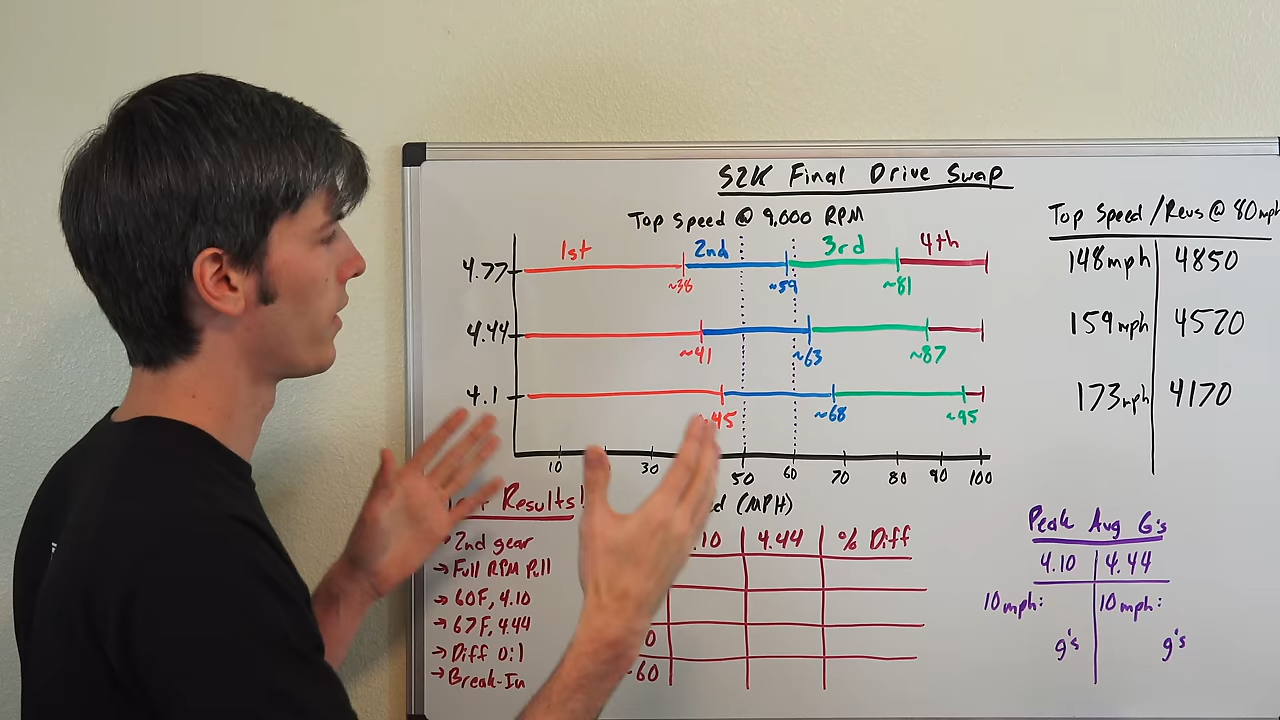 S2K Final Drive Swap
Top Speed @ 9,000 RPM
1st 2nd 3rd 4th
4.77
~38 ~59 ~81
4.44
~41 ~63 ~87
4.1
~45 ~68 ~95
10 30 50 60 70 80 90 100
(MPH)
Top Speed / Revs @ 80mph
148mph 4850
159mph 4520
173mph 4170
Results!
→ 2nd gear
→ Full RPM Pull
→ 60F, 4.10
→ 67F, 4.44
→ Diff Oil
→ Break-In
.10 4.44 % Diff
0
~60
Peak Avg G's
4.10 4.44
10mph: 10mph:
g's g's